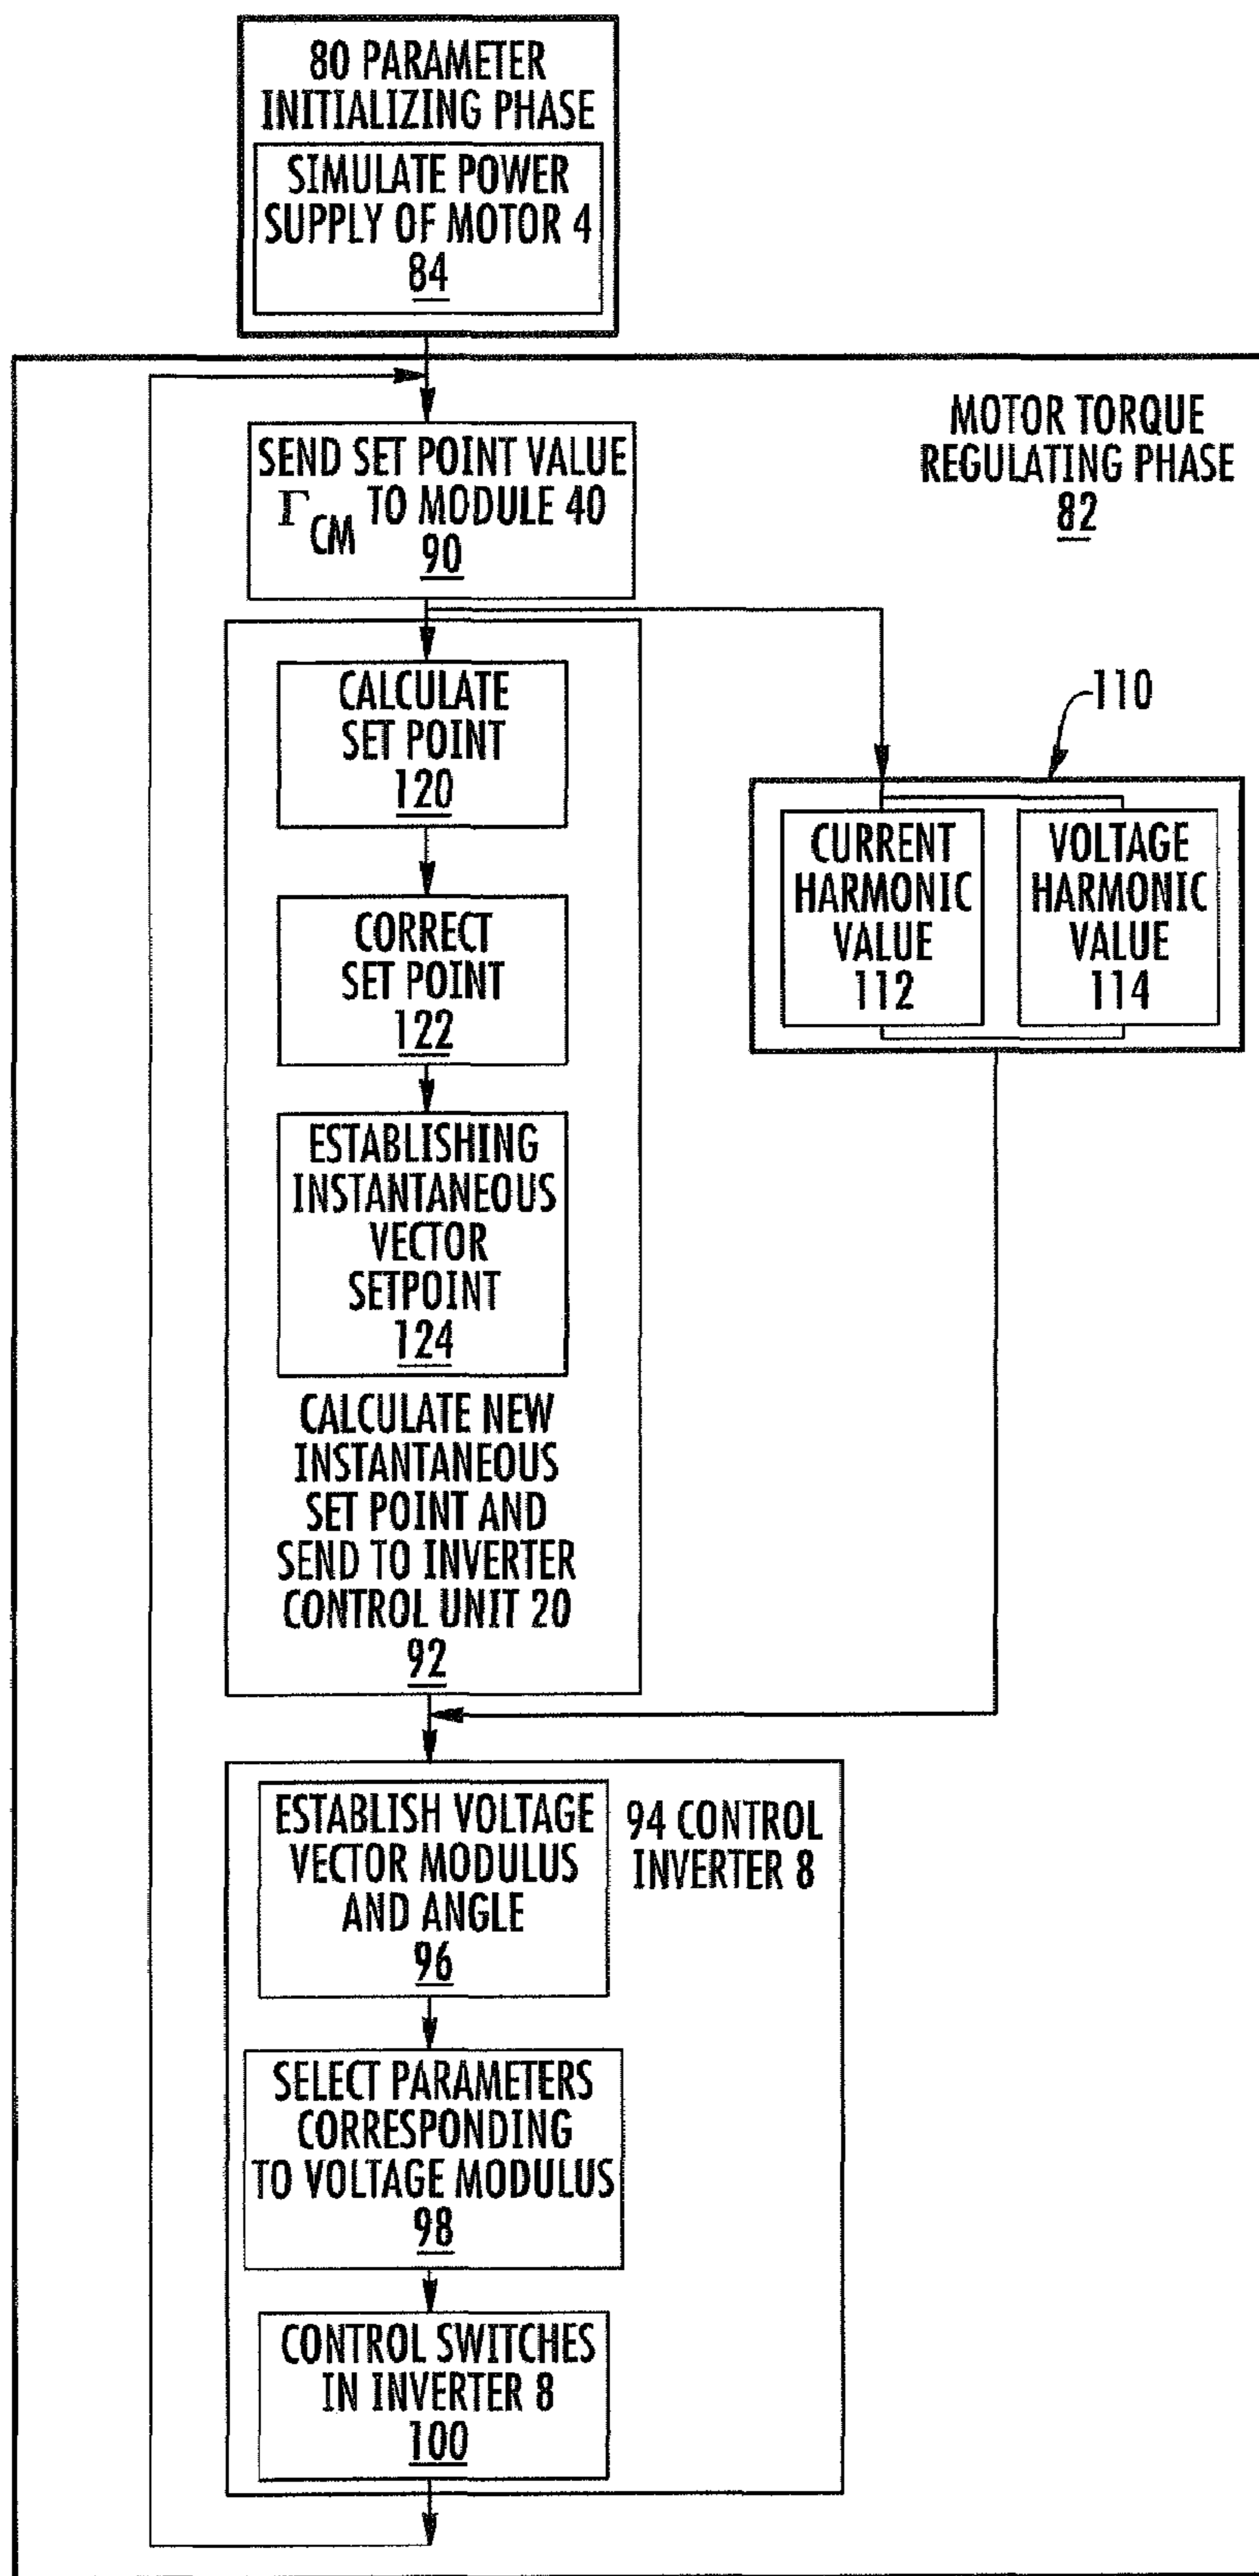 80 PARAMETER
INITIALIZING PHASE
SIMULATE POWER
SUPPLY OF MOTOR 4
84
MOTOR TORQUE
REGULATING PHASE
82
SEND SET POINT VALUE
Γ CM TO MODULE 40
90
CALCULATE
SET POINT
120
CORRECT
SET POINT
122
ESTABLISHING
INSTANTANEOUS
VECTOR
SETPOINT
124
CALCULATE NEW
INSTANTANEOUS
SET POINT AND
SEND TO INVERTER
CONTROL UNIT 20
92
110
CURRENT
HARMONIC
VALUE
112
VOLTAGE
HARMONIC
VALUE
114
94 CONTROL
INVERTER 8
ESTABLISH VOLTAGE
VECTOR MODULUS
AND ANGLE
96
SELECT PARAMETERS
CORRESPONDING
TO VOLTAGE MODULUS
98
CONTROL SWITCHES
IN INVERTER 8
100